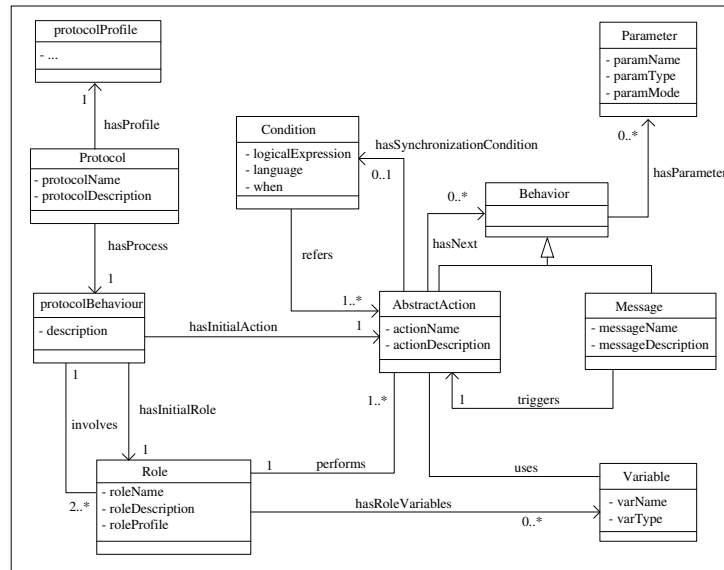 protocolProfile
- ...
1
hasProfile
Protocol
- protocolName
- protocolDescription
hasProcess
1
protocolBehaviour
- description
1
involves
2..*
hasInitialRole
1
Role
- roleName
- roleDescription
- roleProfile
Condition
- logicalExpression
- language
- when
hasSynchronizationCondition
0..1
refers
1..*
hasInitialAction
1
AbstractAction
- actionName
- actionDescription
hasNext
0..*
Behavior
Parameter
- paramName
- paramType
- paramMode
0..*
hasParameter
Message
- messageName
- messageDescription
triggers
1
1..*
performs
1
uses
hasRoleVariables
0..*
Variable
- varName
- varType